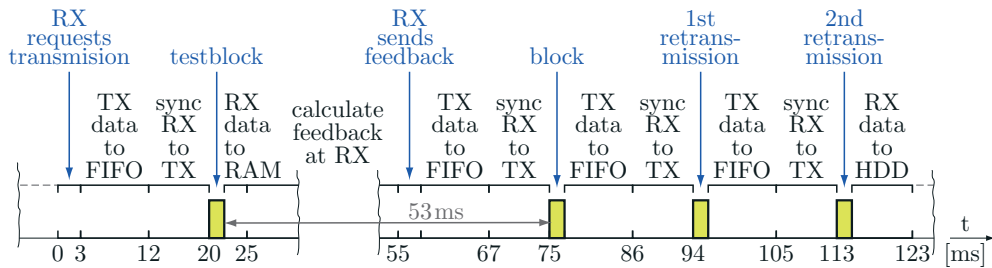 RX
requests
transmision
testblock
RX
sends
feedback
block
1st
retrans-
mission
2nd
retrans-
mission
TX
data
to
FIFO
sync
RX
to
TX
RX
data
to
RAM
calculate
feedback
at RX
TX
data
to
FIFO
sync
RX
to
TX
TX
data
to
FIFO
sync
RX
to
TX
TX
data
to
FIFO
sync
RX
to
TX
RX
data
to
HDD
53 ms
0 3 12 20 25 55 67 75 86 94 105 113 123
t
[ms]